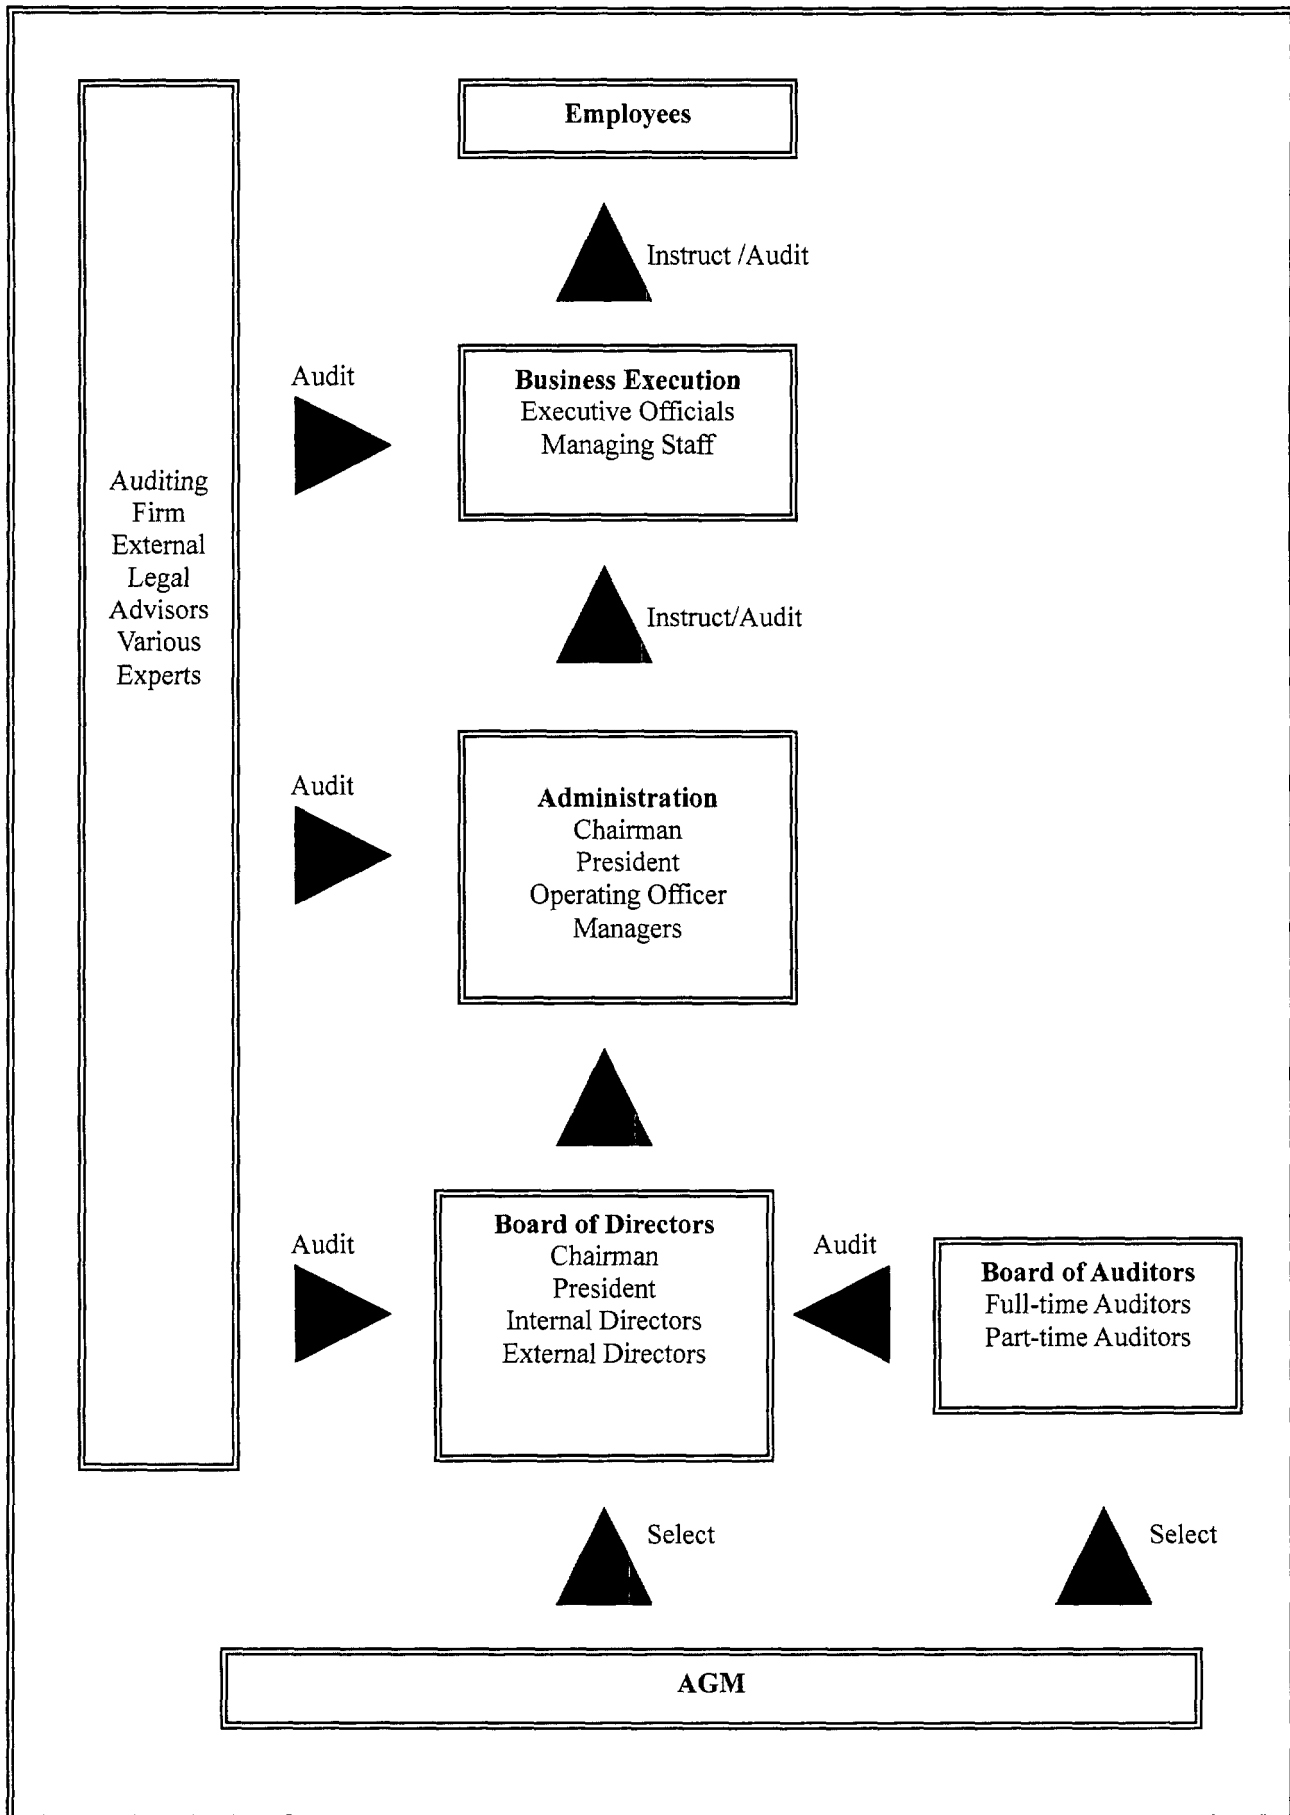 Employees
Instruct /Audit
Audit
Business Execution
Executive Officials
Managing Staff
Auditing
Firm
External
Legal
Advisors
Various
Experts
Instruct/Audit
Audit
Administration
Chairman
President
Operating Officer
Managers
Audit
Board of Directors
Chairman
President
Internal Directors
External Directors
Audit
Board of Auditors
Full-time Auditors
Part-time Auditors
Select
Select
AGM